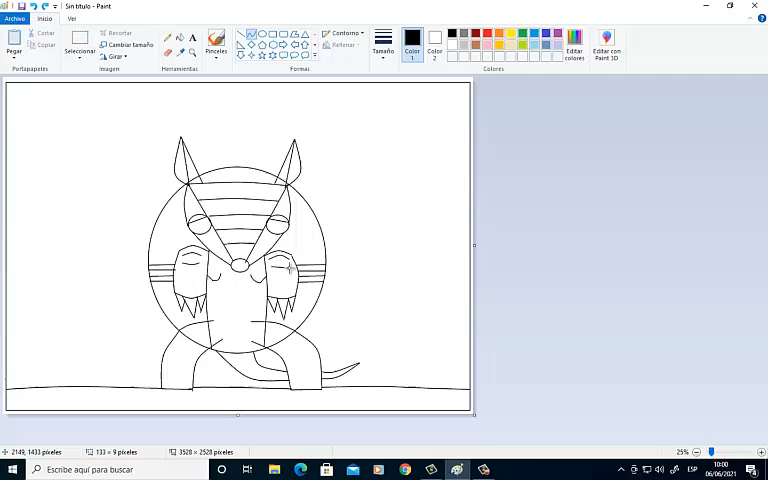 Sin título - Paint
Archivo Inicio Ver
Pegar
Cortar
Copiar
Portapapeles
Seleccionar
Recortar
Cambiar tamaño
Girar
Imagen
A
Herramientas
Pinceles
Contorno
Rellenar
Formas
Tamaño
Color 1
Color 2
Colores
Editar colores
Editar con Paint 3D
2149, 1433 píxeles 133 × 9 píxeles 3528 × 2528 píxeles 25%
Escribe aquí para buscar
ESP
10:00
06/06/2021